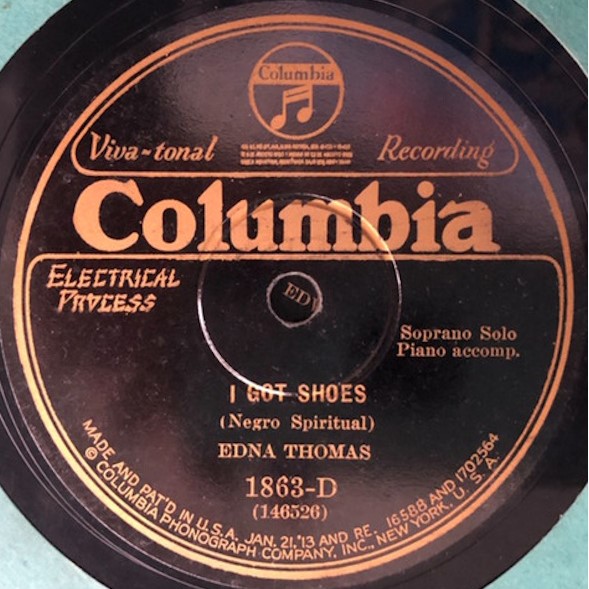 Columbia
Viva-tonal Recording
Columbia
ELECTRICAL
PROCESS
ED
Soprano Solo
Piano accomp.
I GOT SHOES
(Negro Spiritual)
EDNA THOMAS
1863-D
(146526)
MADE AND PAT'D IN U.S.A. JAN. 21,'13 AND RE. 16588 AND 1702564
© COLUMBIA PHONOGRAPH COMPANY, INC., NEW YORK, U. S. A.